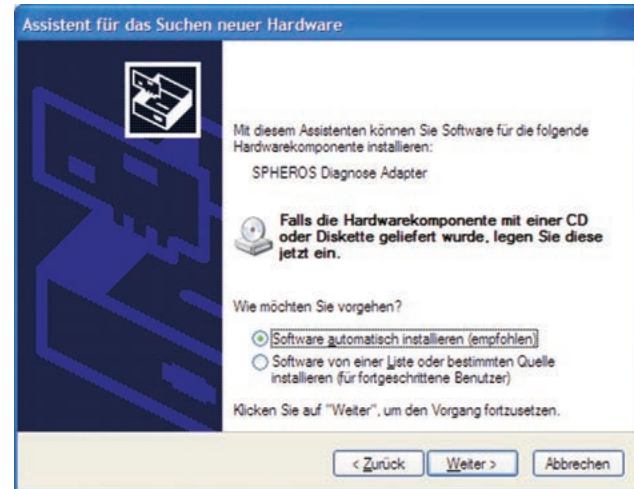 Assistent für das Suchen neuer Hardware
Mit diesem Assistenten können Sie Software für die folgende
Hardwarekomponente installieren:
SPHEROS Diagnose Adapter
Falls die Hardwarekomponente mit einer CD
oder Diskette geliefert wurde, legen Sie diese
jetzt ein.
Wie möchten Sie vorgehen?
Software automatisch installieren (empfohlen)
Software von einer Liste oder bestimmten Quelle
installieren (für fortgeschrittene Benutzer)
Klicken Sie auf "Weiter", um den Vorgang fortzusetzen.
< Zurück Weiter > Abbrechen